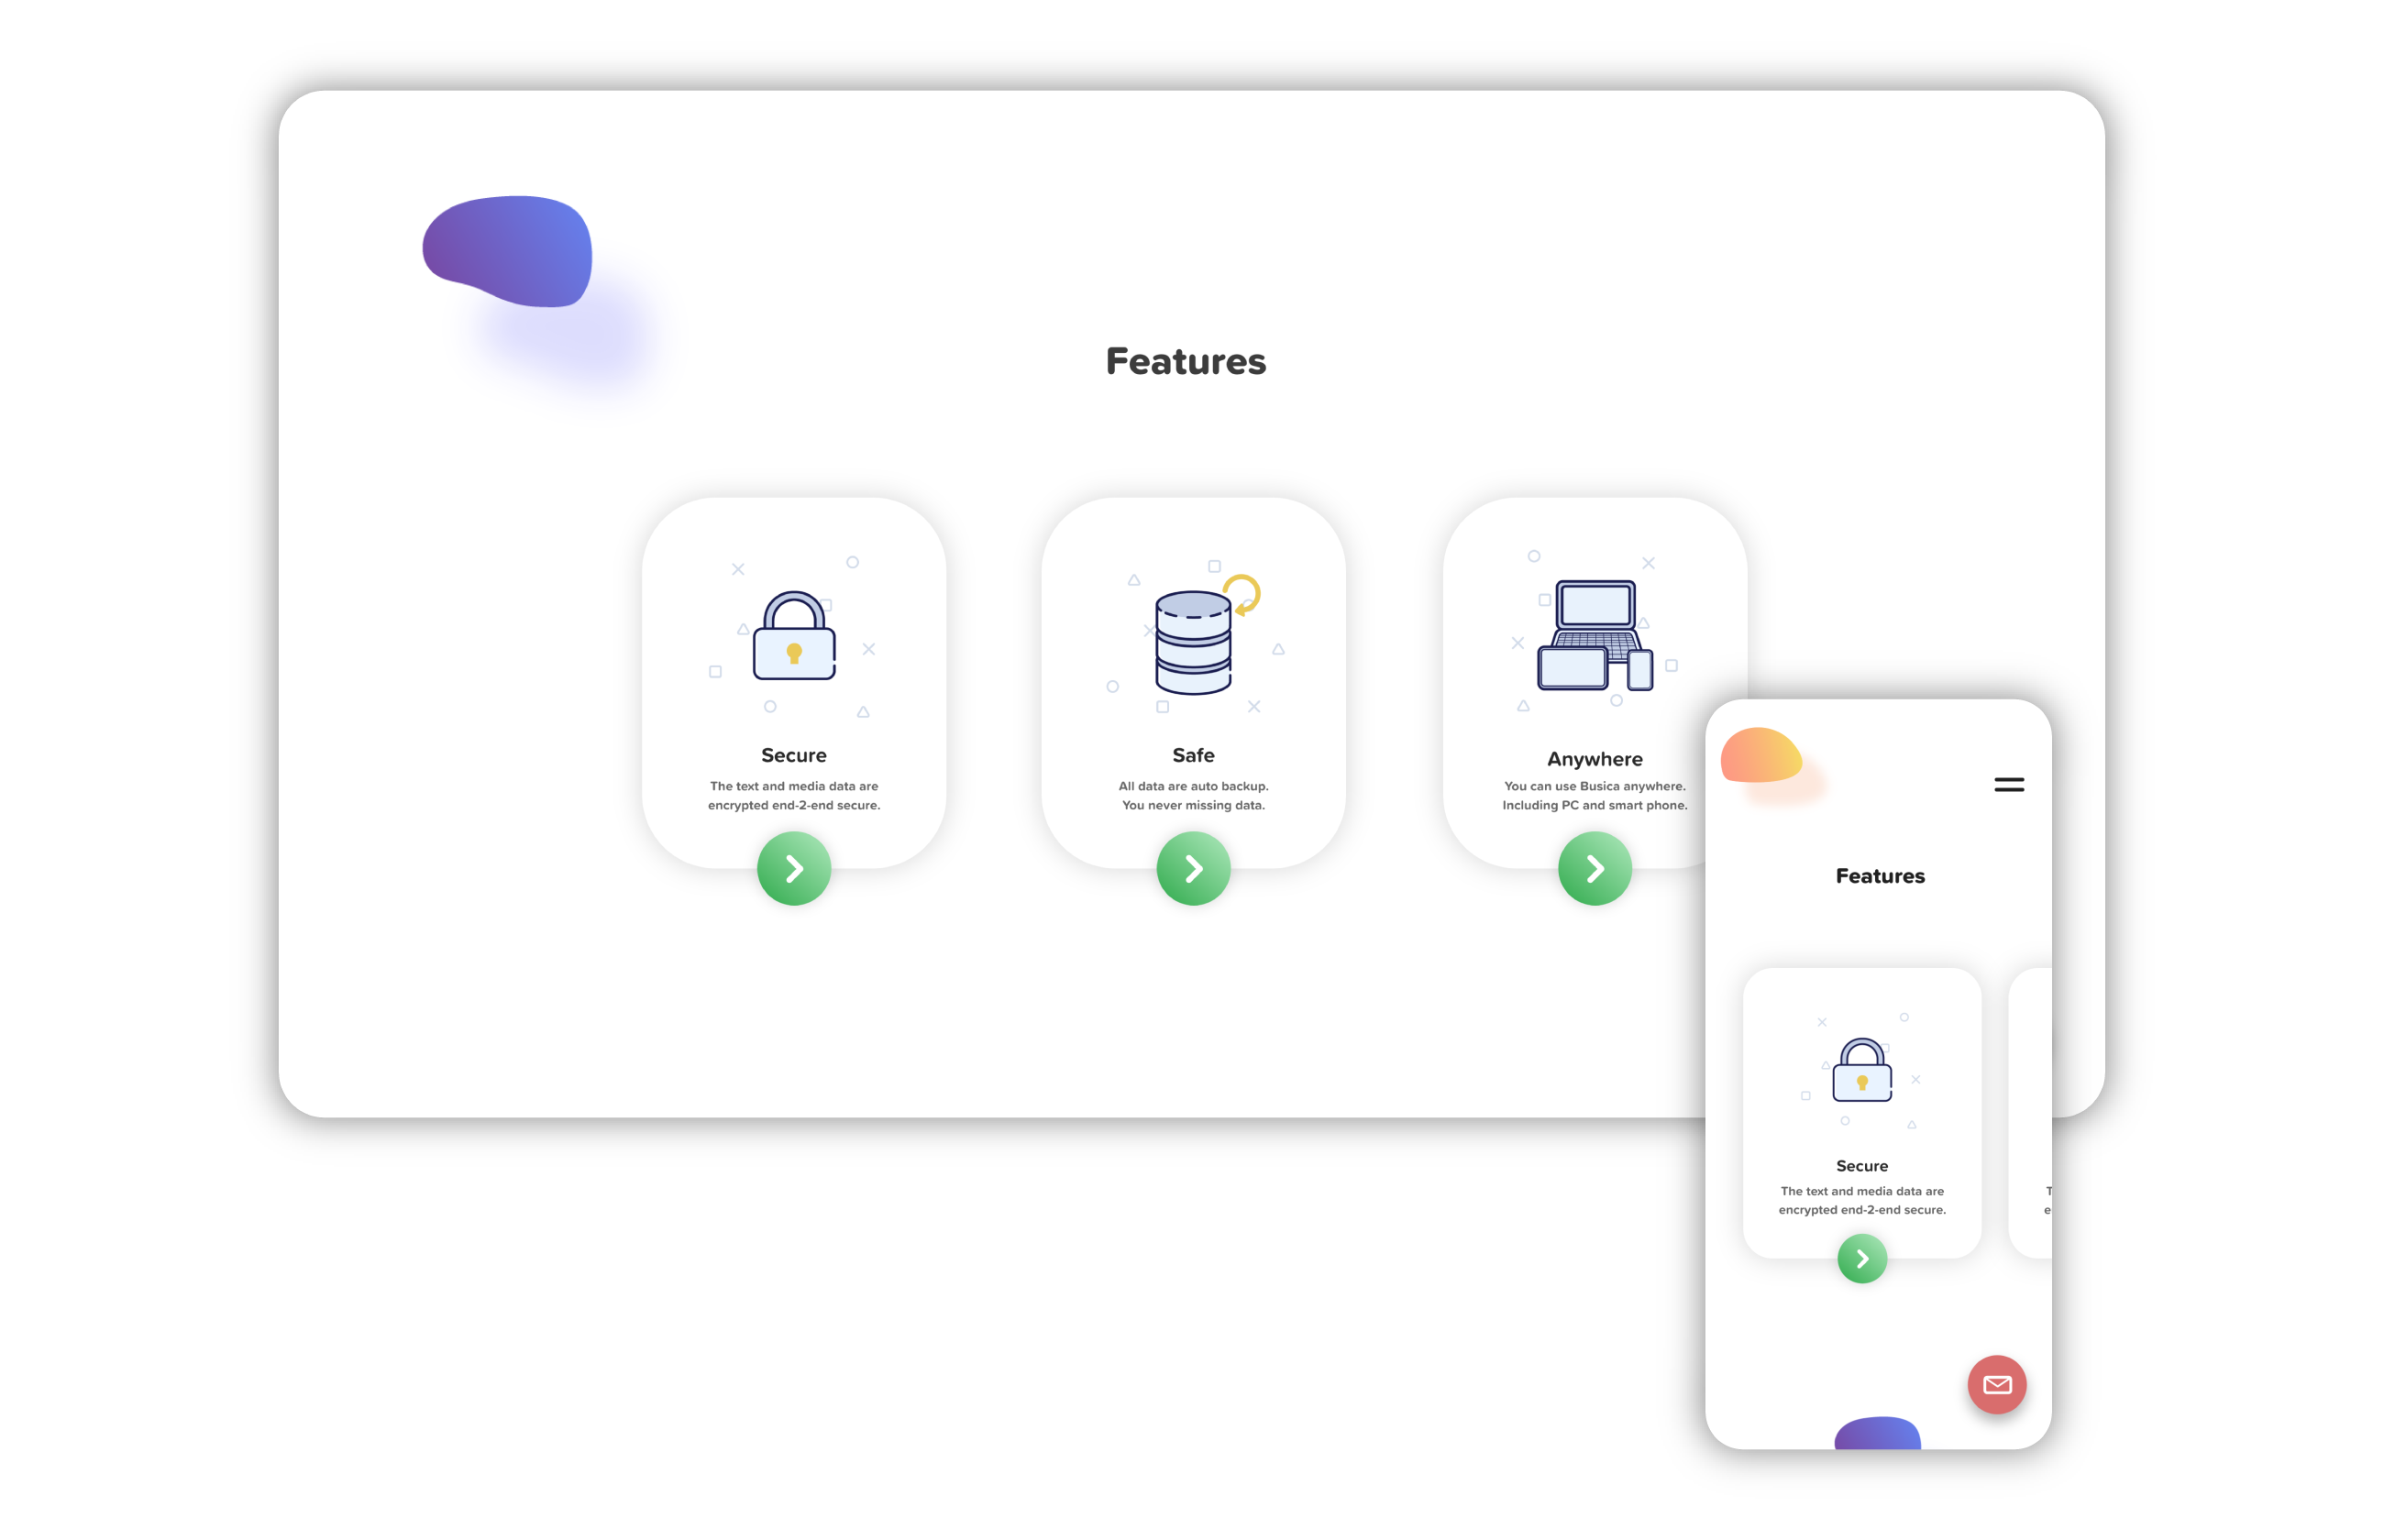 Features
Secure
The text and media data are
encrypted end-2-end secure.
Safe
All data are auto backup.
You never missing data.
Anywhere
You can use Busica anywhere.
Including PC and smart phone.
Features
Secure
The text and media data are
encrypted end-2-end secure.
T
e